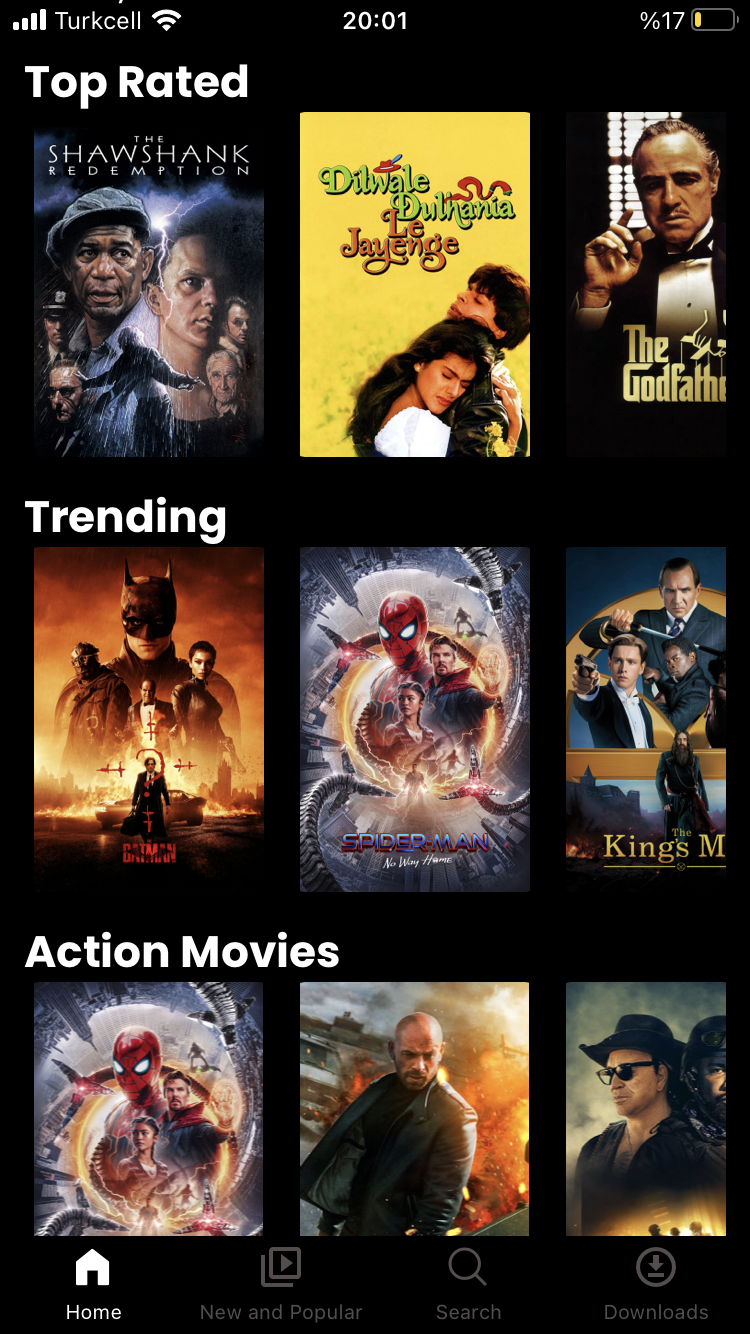 Turkcell
20:01
%17
Top Rated
THE
SHAWSHANK
REDEMPTION
Dilwale
Dulhania
Le
Jayenge
The
Godfathe
Trending
THE
BATMAN
SPIDER-MAN
No Way Home
The
King's M
Action Movies
Home
New and Popular
Search
Downloads